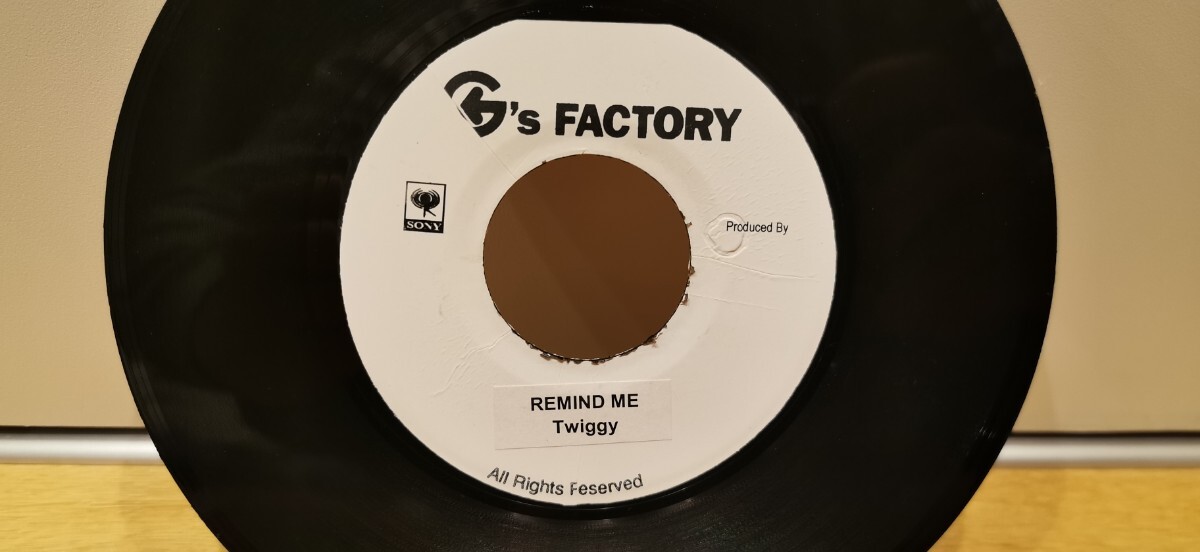 G's FACTORY
SONY
Produced By
REMIND ME
Twiggy
All Rights Feserved